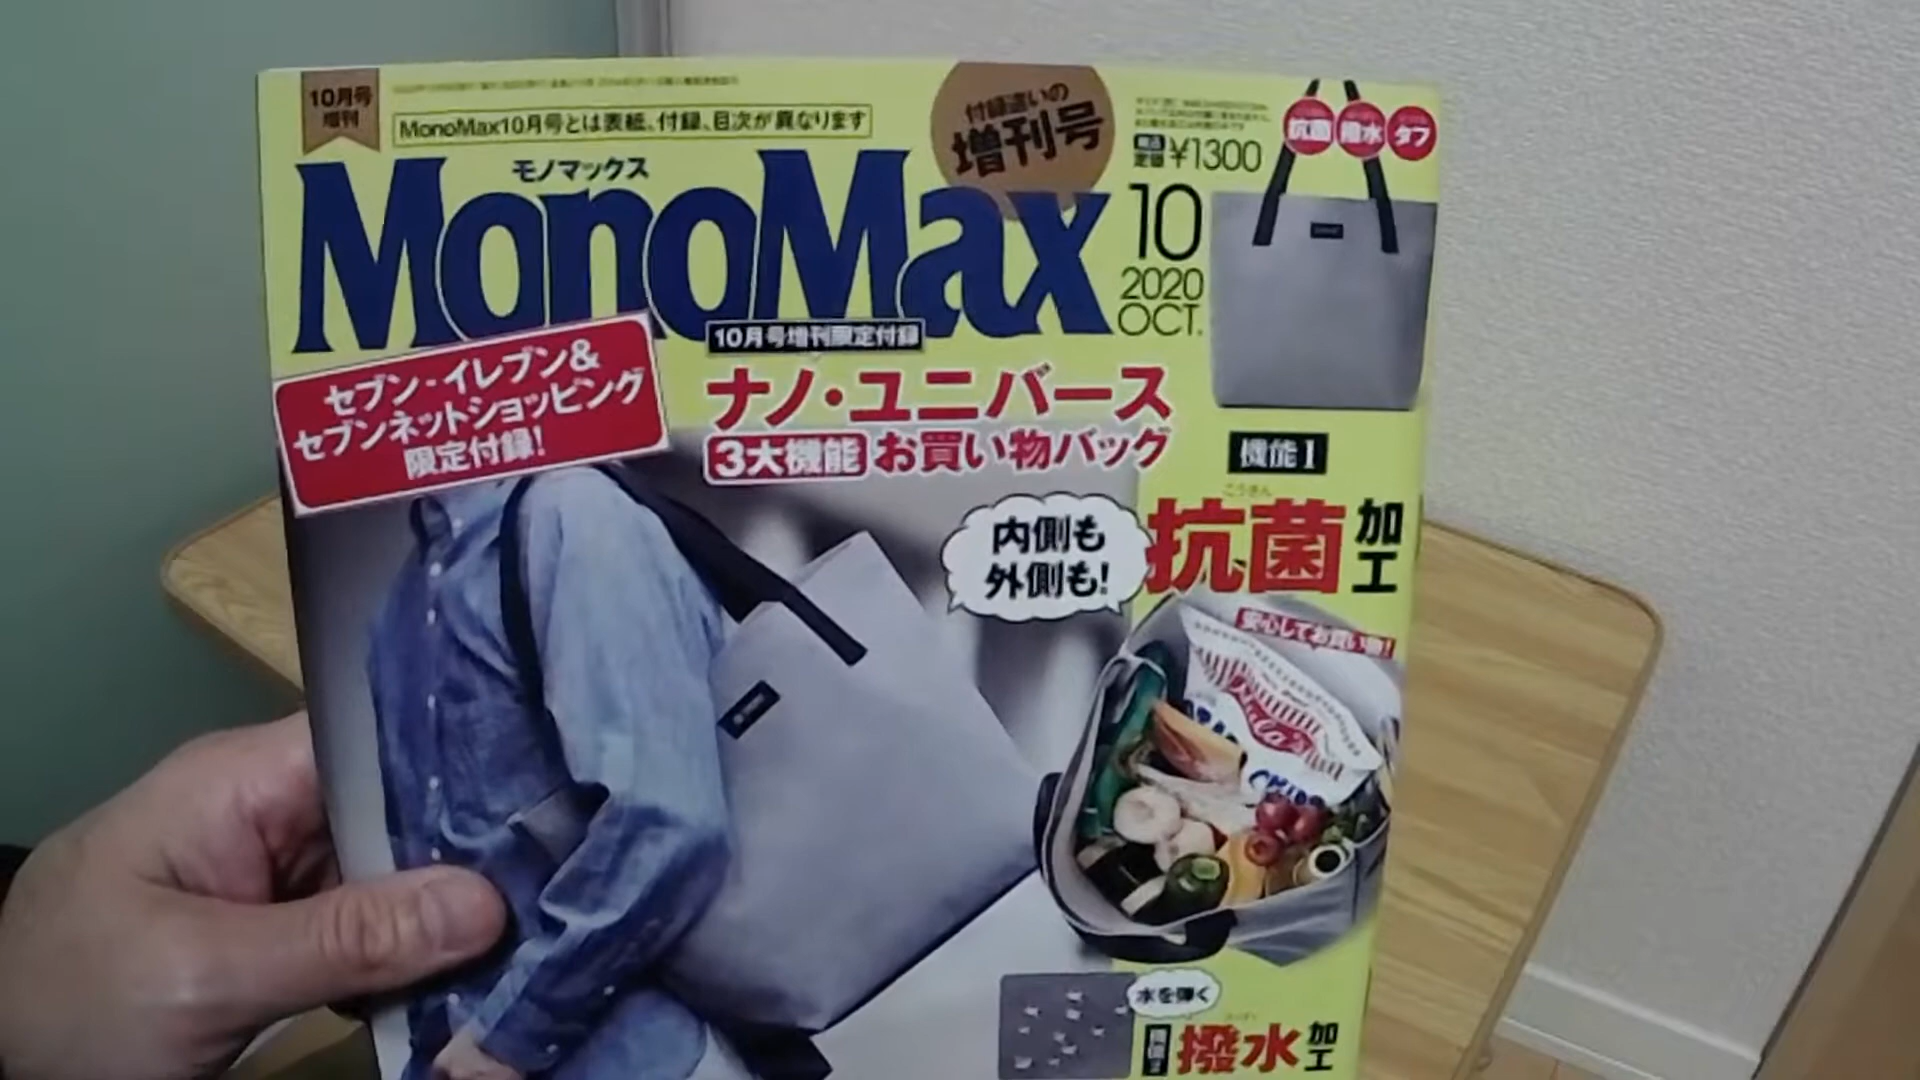 10月号
増刊
MonoMax10月号とは表紙、付録、目次が異なります
付録違いの
増刊号
モノマックス
MonoMax
税込
定価
¥1300
10
2020
OCT.
抗菌
撥水
タフ
セブン‐イレブン&
セブンネットショッピング
限定付録!
10月号増刊限定付録
ナノ・ユニバース
3大機能 お買い物バッグ
機能1
内側も
外側も!
こうきん
抗菌加工
安心してお買い物!
水を弾く
撥水加工